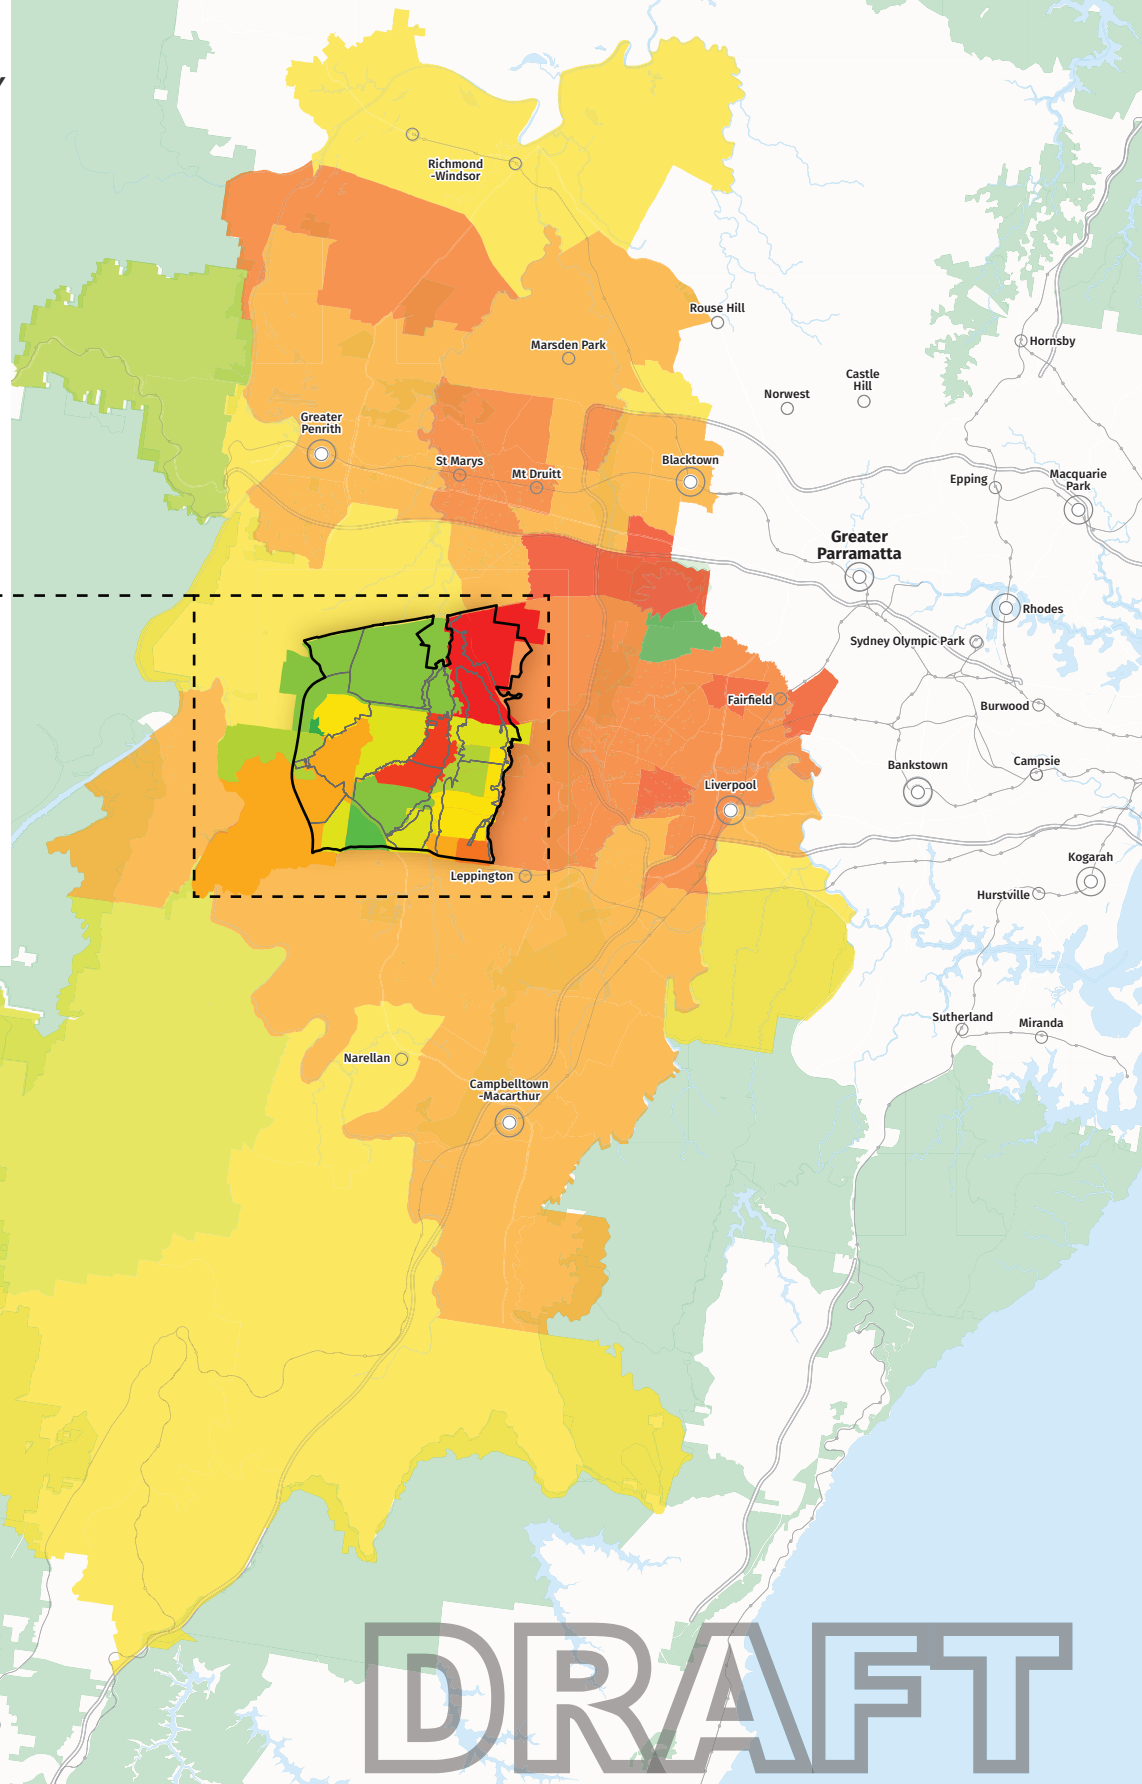 Richmond
-Windsor
Rouse Hill
Marsden Park
Hornsby
Castle
Hill
Norwest
Greater
Penrith
St Marys
Mt Druitt
Blacktown
Epping
Macquarie
Park
Greater
Parramatta
Rhodes
Sydney Olympic Park
Fairfield
Burwood
Bankstown
Campsie
Liverpool
Kogarah
Leppington
Hurstville
Sutherland
Miranda
Narellan
Campbelltown
-Macarthur
DRAFT